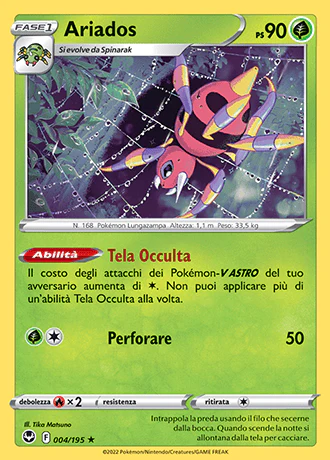 FASE 1 Ariados PS 90
Si evolve da Spinarak
N. 168 Pokémon Lungazampa Altezza: 1,1 m Peso: 33,5 kg
Abilità Tela Occulta
Il costo degli attacchi dei Pokémon-V ASTRO del tuo
avversario aumenta di . Non puoi applicare più di
un'abilità Tela Occulta alla volta.
Perforare 50
debolezza ×2 resistenza ritirata
Intrappola la preda usando il filo che secerne
dalla bocca. Quando scende la notte si
allontana dalla tela per cacciare.
Ill. Tika Matsuno
F 004/195 ★
©2022 Pokémon/Nintendo/Creatures/GAME FREAK